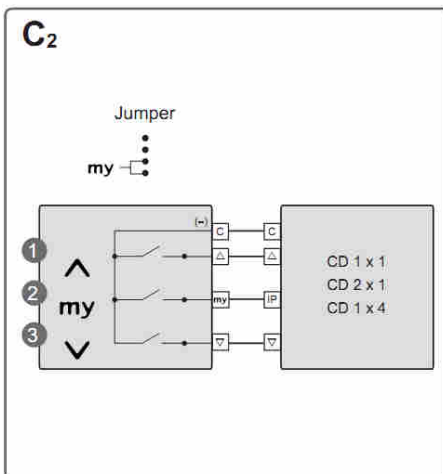 C₂
Jumper
my
(-)
C C
1 △ △
CD 1 x 1
CD 2 x 1
2 my my IP
CD 1 x 4
3 ▽ ▽